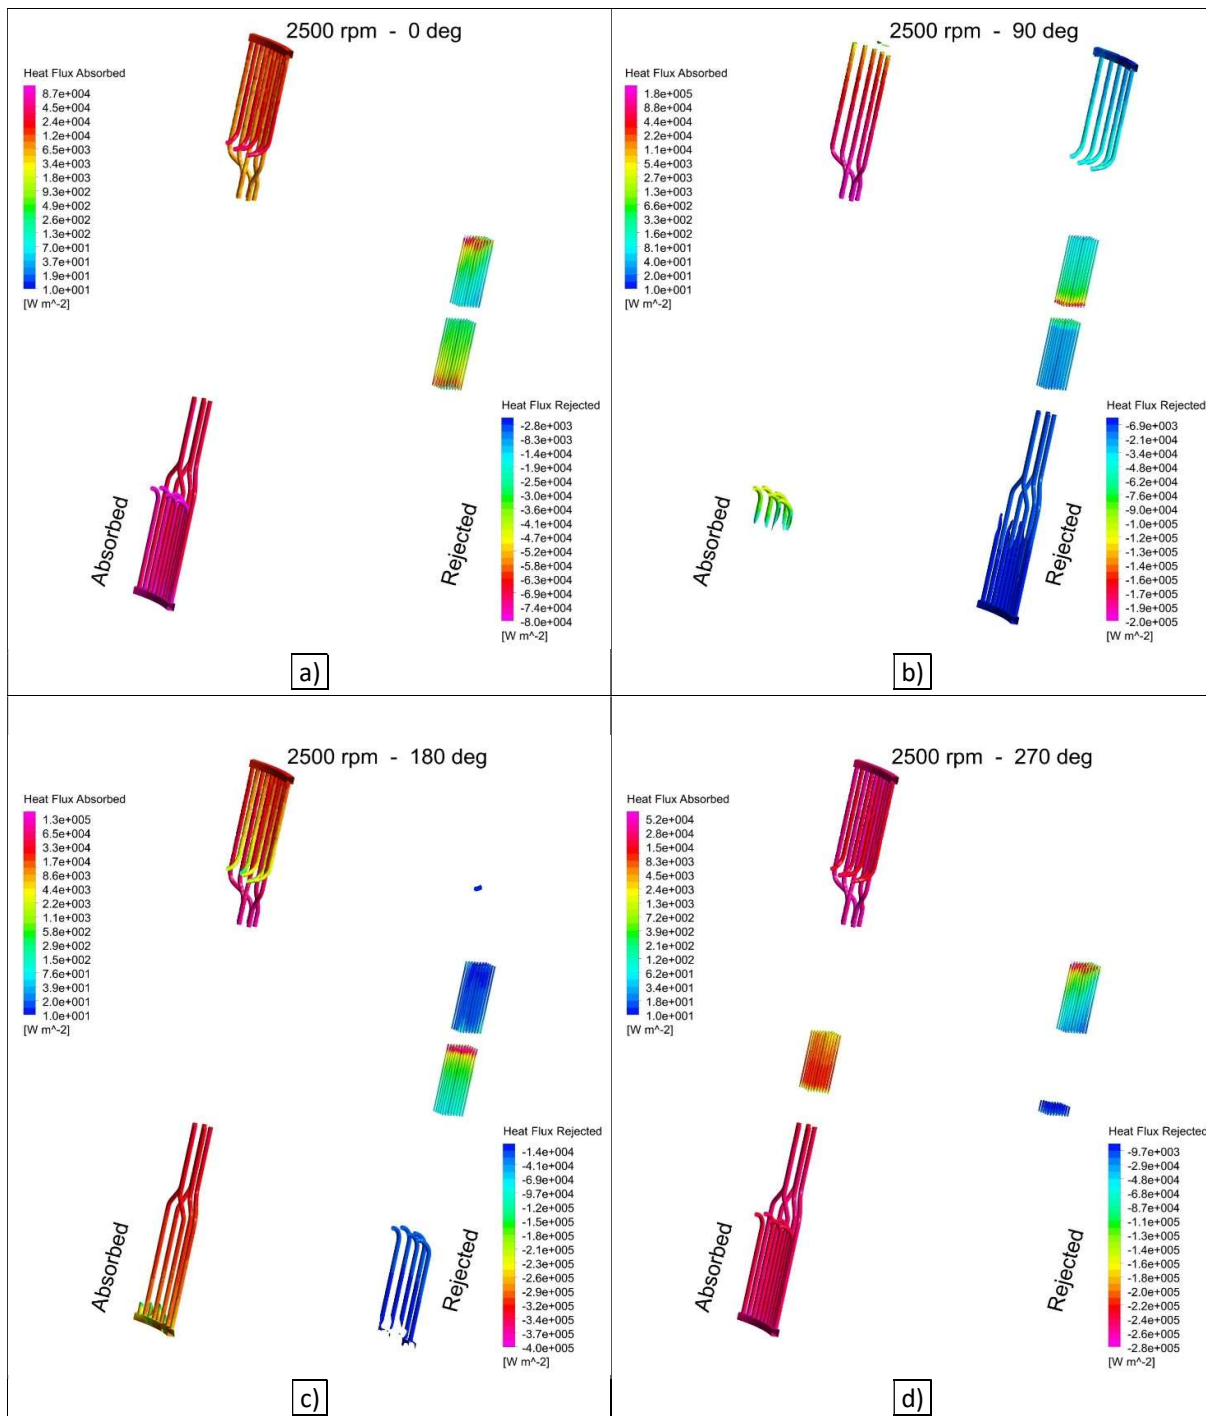 2500 rpm - 0 deg
Heat Flux Absorbed
8.7e+004
4.5e+004
2.4e+004
1.2e+004
6.5e+003
3.4e+003
1.8e+003
9.3e+002
4.9e+002
2.6e+002
1.3e+002
7.0e+001
3.7e+001
1.9e+001
1.0e+001
[W m^-2]
Heat Flux Rejected
-2.8e+003
-8.3e+003
-1.4e+004
-1.9e+004
-2.5e+004
-3.0e+004
-3.6e+004
-4.1e+004
-4.7e+004
-5.2e+004
-5.8e+004
-6.3e+004
-6.9e+004
-7.4e+004
-8.0e+004
[W m^-2]
Absorbed
Rejected
a)
2500 rpm - 90 deg
Heat Flux Absorbed
1.8e+005
8.8e+004
4.4e+004
2.2e+004
1.1e+004
5.4e+003
2.7e+003
1.3e+003
6.6e+002
3.3e+002
1.6e+002
8.1e+001
4.0e+001
2.0e+001
1.0e+001
[W m^-2]
Heat Flux Rejected
-6.9e+003
-2.1e+004
-3.4e+004
-4.8e+004
-6.2e+004
-7.6e+004
-9.0e+004
-1.0e+005
-1.2e+005
-1.3e+005
-1.4e+005
-1.6e+005
-1.7e+005
-1.9e+005
-2.0e+005
[W m^-2]
Absorbed
Rejected
b)
2500 rpm - 180 deg
Heat Flux Absorbed
1.3e+005
6.5e+004
3.3e+004
1.7e+004
8.6e+003
4.4e+003
2.2e+003
1.1e+003
5.8e+002
2.9e+002
1.5e+002
7.6e+001
3.9e+001
2.0e+001
1.0e+001
[W m^-2]
Heat Flux Rejected
-1.4e+004
-4.1e+004
-6.9e+004
-9.7e+004
-1.2e+005
-1.5e+005
-1.8e+005
-2.1e+005
-2.3e+005
-2.6e+005
-2.9e+005
-3.2e+005
-3.4e+005
-3.7e+005
-4.0e+005
[W m^-2]
Absorbed
Rejected
c)
2500 rpm - 270 deg
Heat Flux Absorbed
5.2e+004
2.8e+004
1.5e+004
8.3e+003
4.5e+003
2.4e+003
1.3e+003
7.2e+002
3.9e+002
2.1e+002
1.2e+002
6.2e+001
3.4e+001
1.8e+001
1.0e+001
[W m^-2]
Heat Flux Rejected
-9.7e+003
-2.9e+004
-4.8e+004
-6.8e+004
-8.7e+004
-1.1e+005
-1.3e+005
-1.4e+005
-1.6e+005
-1.8e+005
-2.0e+005
-2.2e+005
-2.4e+005
-2.6e+005
-2.8e+005
[W m^-2]
Absorbed
Rejected
d)